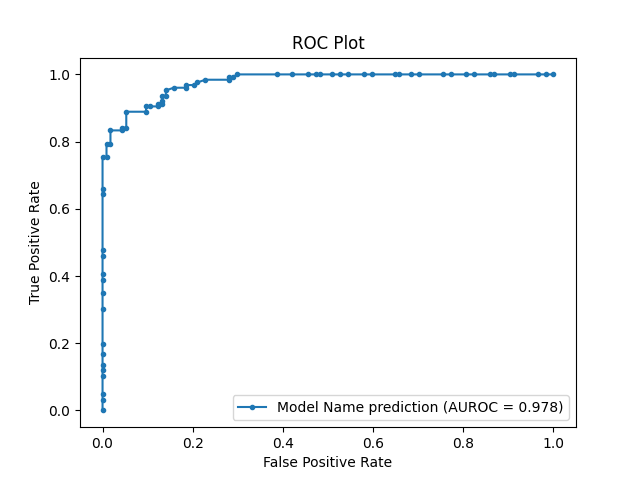 ROC Plot
1.0
0.8
0.6
0.4
0.2
0.0
True Positive Rate
Model Name prediction (AUROC = 0.978)
0.0 0.2 0.4 0.6 0.8 1.0
False Positive Rate